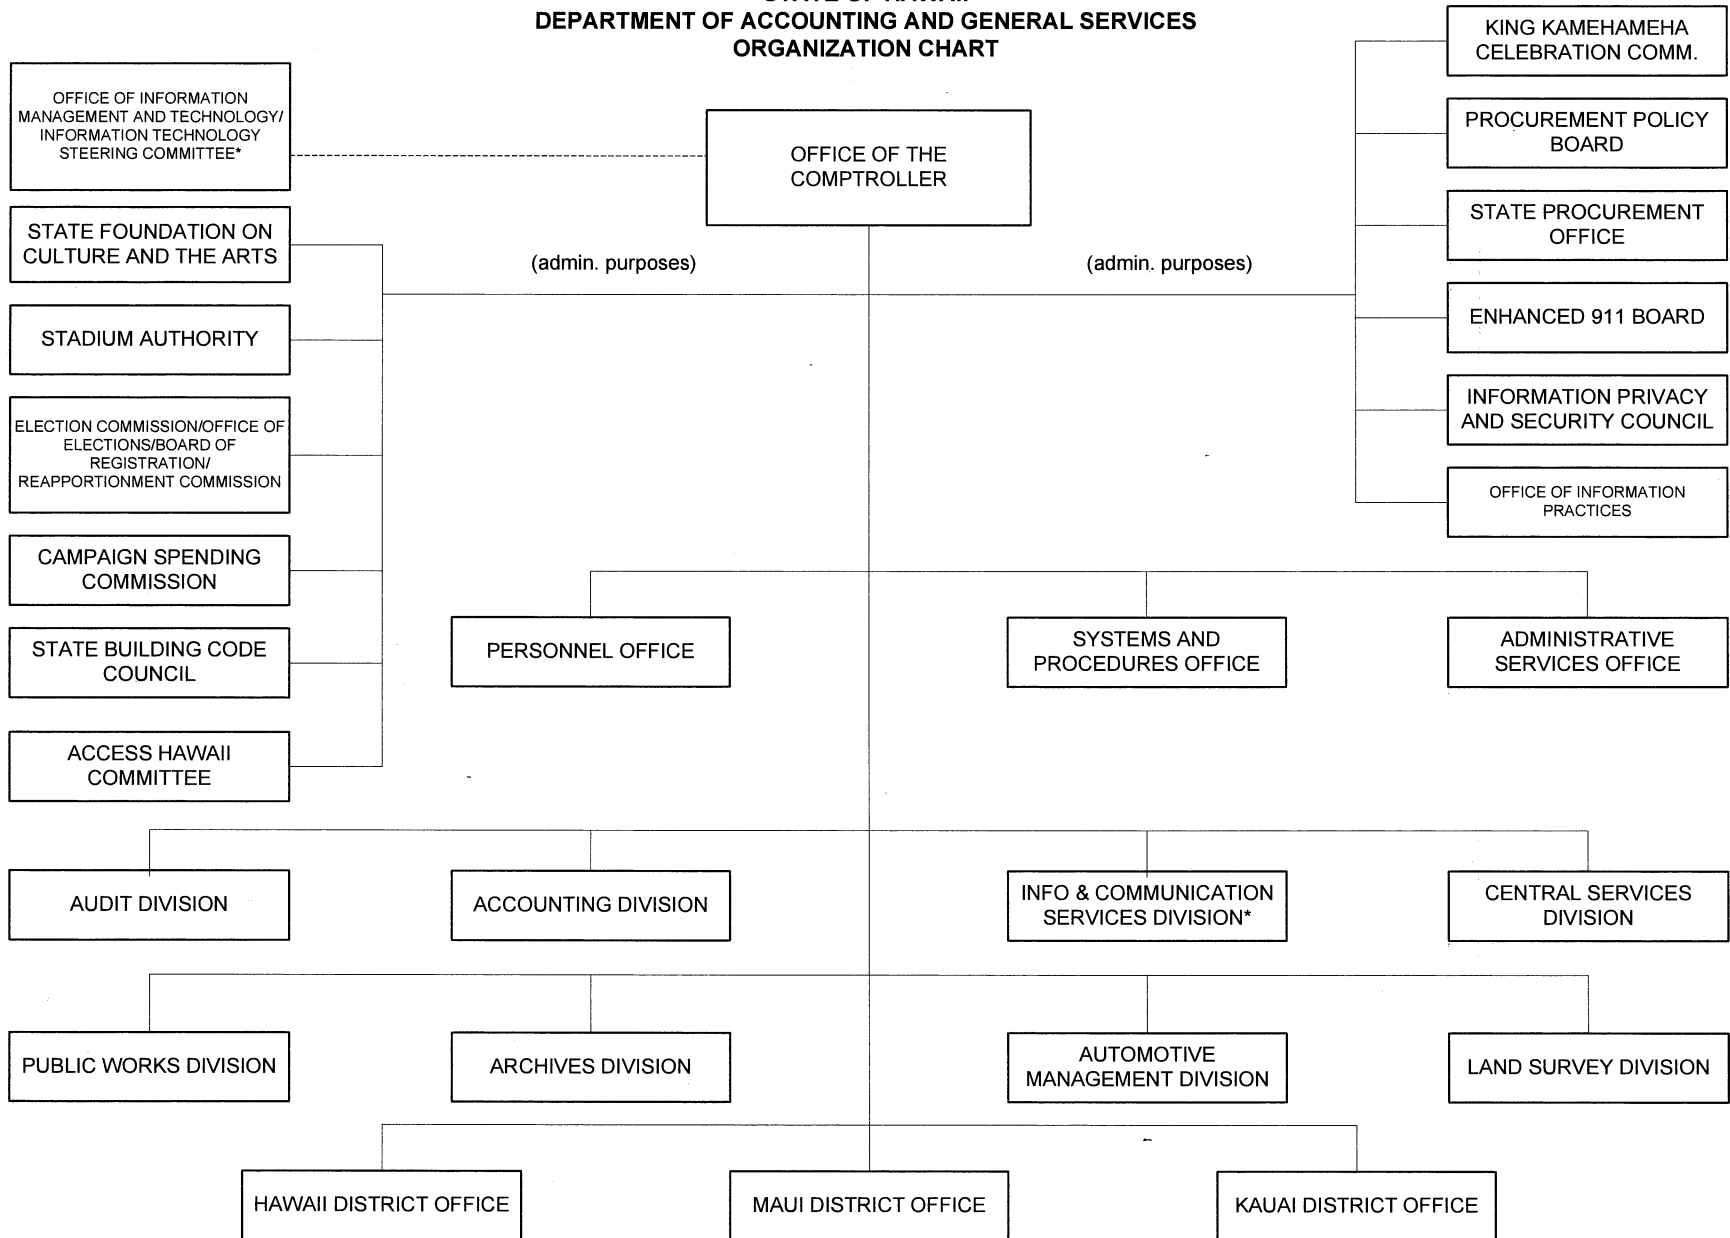 DEPARTMENT OF ACCOUNTING AND GENERAL SERVICES
ORGANIZATION CHART
OFFICE OF INFORMATION
MANAGEMENT AND TECHNOLOGY/
INFORMATION TECHNOLOGY
STEERING COMMITTEE*
OFFICE OF THE
COMPTROLLER
KING KAMEHAMEHA
CELEBRATION COMM.
PROCUREMENT POLICY
BOARD
STATE PROCUREMENT
OFFICE
ENHANCED 911 BOARD
INFORMATION PRIVACY
AND SECURITY COUNCIL
OFFICE OF INFORMATION
PRACTICES
(admin. purposes)
(admin. purposes)
STATE FOUNDATION ON
CULTURE AND THE ARTS
STADIUM AUTHORITY
ELECTION COMMISSION/OFFICE OF
ELECTIONS/BOARD OF
REGISTRATION/
REAPPORTIONMENT COMMISSION
CAMPAIGN SPENDING
COMMISSION
STATE BUILDING CODE
COUNCIL
ACCESS HAWAII
COMMITTEE
PERSONNEL OFFICE
SYSTEMS AND
PROCEDURES OFFICE
ADMINISTRATIVE
SERVICES OFFICE
AUDIT DIVISION
ACCOUNTING DIVISION
INFO & COMMUNICATION
SERVICES DIVISION*
CENTRAL SERVICES
DIVISION
PUBLIC WORKS DIVISION
ARCHIVES DIVISION
AUTOMOTIVE
MANAGEMENT DIVISION
LAND SURVEY DIVISION
HAWAII DISTRICT OFFICE
MAUI DISTRICT OFFICE
KAUAI DISTRICT OFFICE